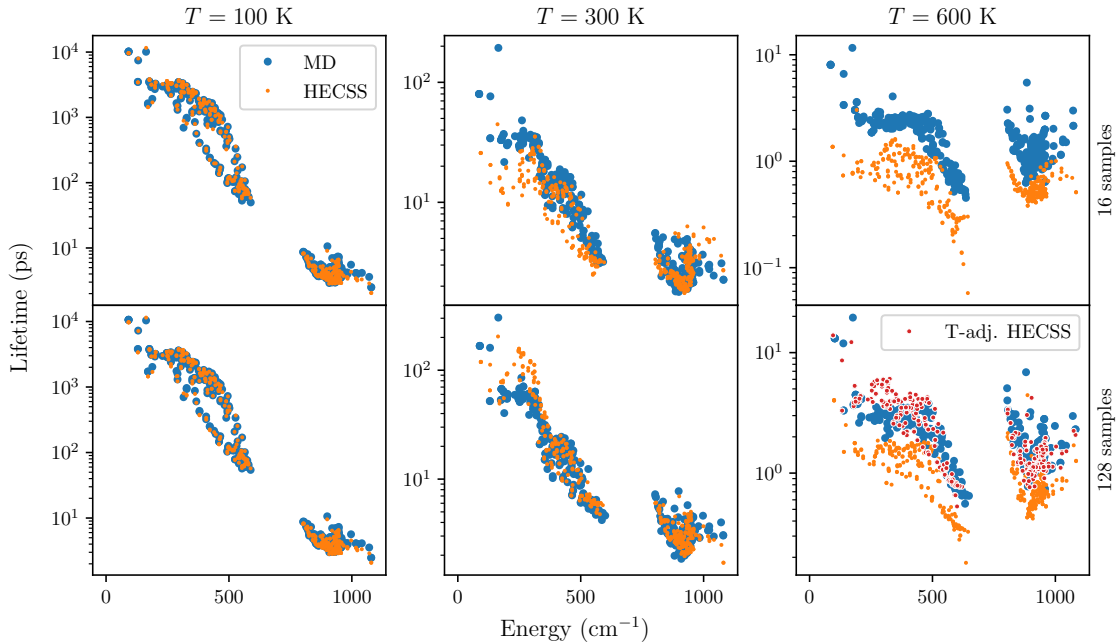 T = 100 K
T = 300 K
T = 600 K
10⁴
10³
10²
10¹
MD
HECSS
10²
10¹
10¹
10⁰
10⁻¹
16 samples
Lifetime (ps)
10⁴
10³
10²
10¹
10²
10¹
T-adj. HECSS
10¹
10⁰
128 samples
0
500
1000
0
500
1000
0
500
1000
Energy (cm⁻¹)